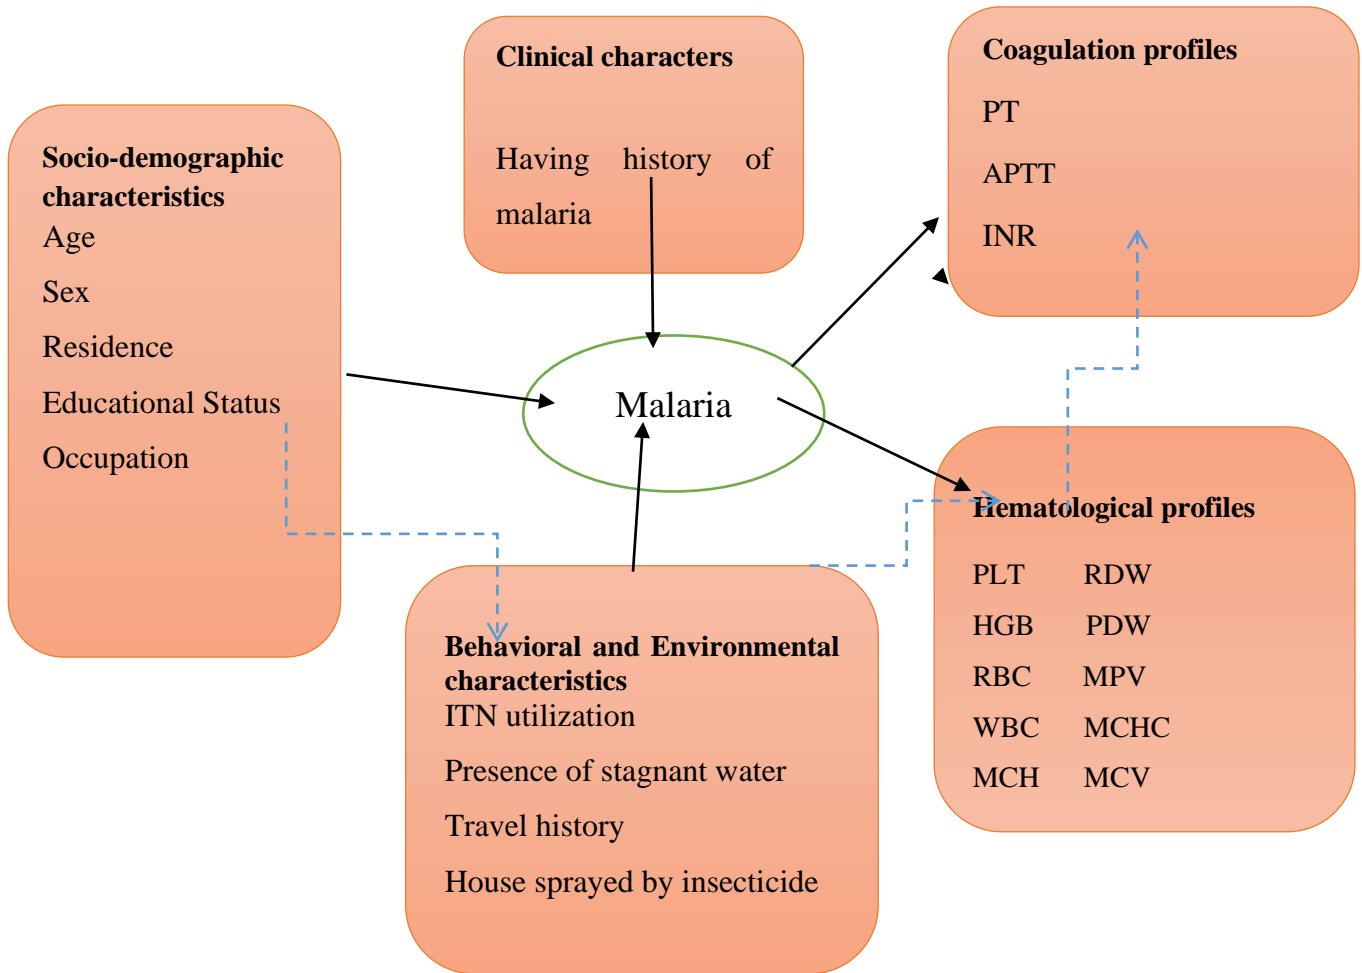 Clinical characters
Having history of
malaria
Coagulation profiles
PT
APTT
INR
Socio-demographic
characteristics
Age
Sex
Residence
Educational Status
Occupation
Malaria
Hematological profiles
PLT RDW
HGB PDW
RBC MPV
WBC MCHC
MCH MCV
Behavioral and Environmental
characteristics
ITN utilization
Presence of stagnant water
Travel history
House sprayed by insecticide